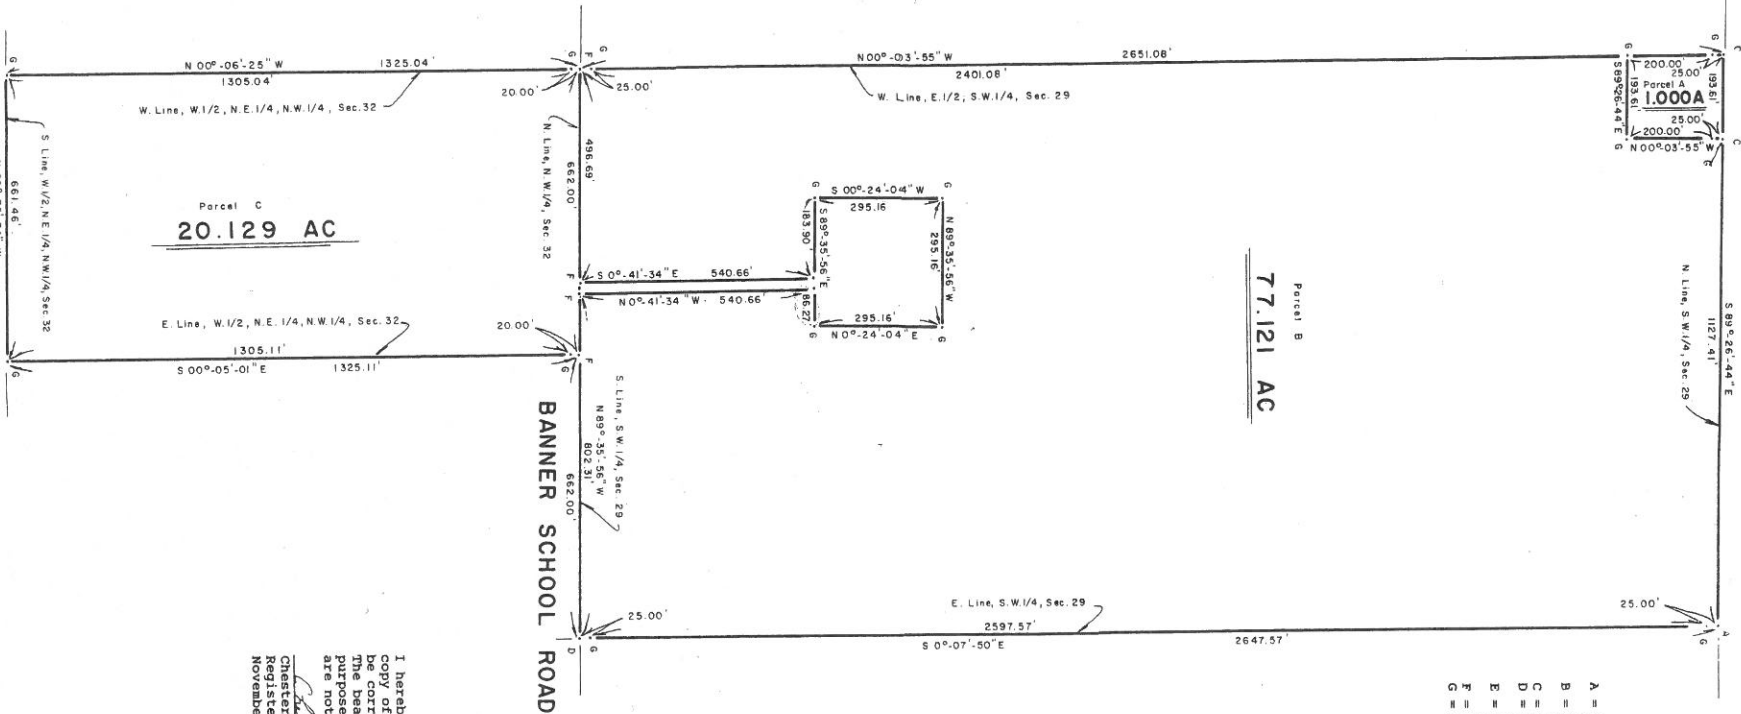 N 00°-06'-25" W 1325.04'
1305.04'
W. Line, W.1/2, N.E.1/4, N.W.1/4, Sec.32
20.00'
25.00'
N 00°-03'-55" W 2651.08'
2401.08'
W. Line, E.1/2, S.W.1/4, Sec. 29
S 89°26'-44" E
193.61'
200.00'
25.00'
Parcel A
1.000A
193.61'
25.00'
200.00'
N 00°-03'-55" W
S. Line, W.1/2, N.E.1/4, N.W.1/4, Sec 32
661.46'
Parcel C
20.129 AC
N. Line, N.W.1/4, Sec. 32
662.00'
496.69'
S 00°-24'-04" W
295.16
183.90'
S 89°-35'-56" E
N 89°-35'-56" W
295.16'
S 0°-41'-34" E 540.66'
N 0°-41'-34 "W 540.66'
86.27'
295.16'
N 0°-24'-04" E
Parcel B
77.121 AC
S 89°-26'-44" E
1127.41'
N. Line, S.W.1/4, Sec. 29
E. Line, W.1/2, N.E.1/4, N.W.1/4, Sec. 32
20.00'
1305.11'
S 00°-05'-01" E 1325.11'
S. Line, S.W.1/4, Sec. 29
N 89°-35'-56" W
802.31'
662.00'
BANNER SCHOOL ROAD
25.00'
E. Line, S.W.1/4, Sec. 29
2597.57'
S 0°-07'-50" E 2647.57'
25.00'
G
G
F
G
G
G
C
C
G
G
G
G
G
F
F
G
G
F
G
G
D
G
A
G
A =
B =
C =
D =
E =
F =
G =
I
copy of
be
The
purpose
are not
Chester